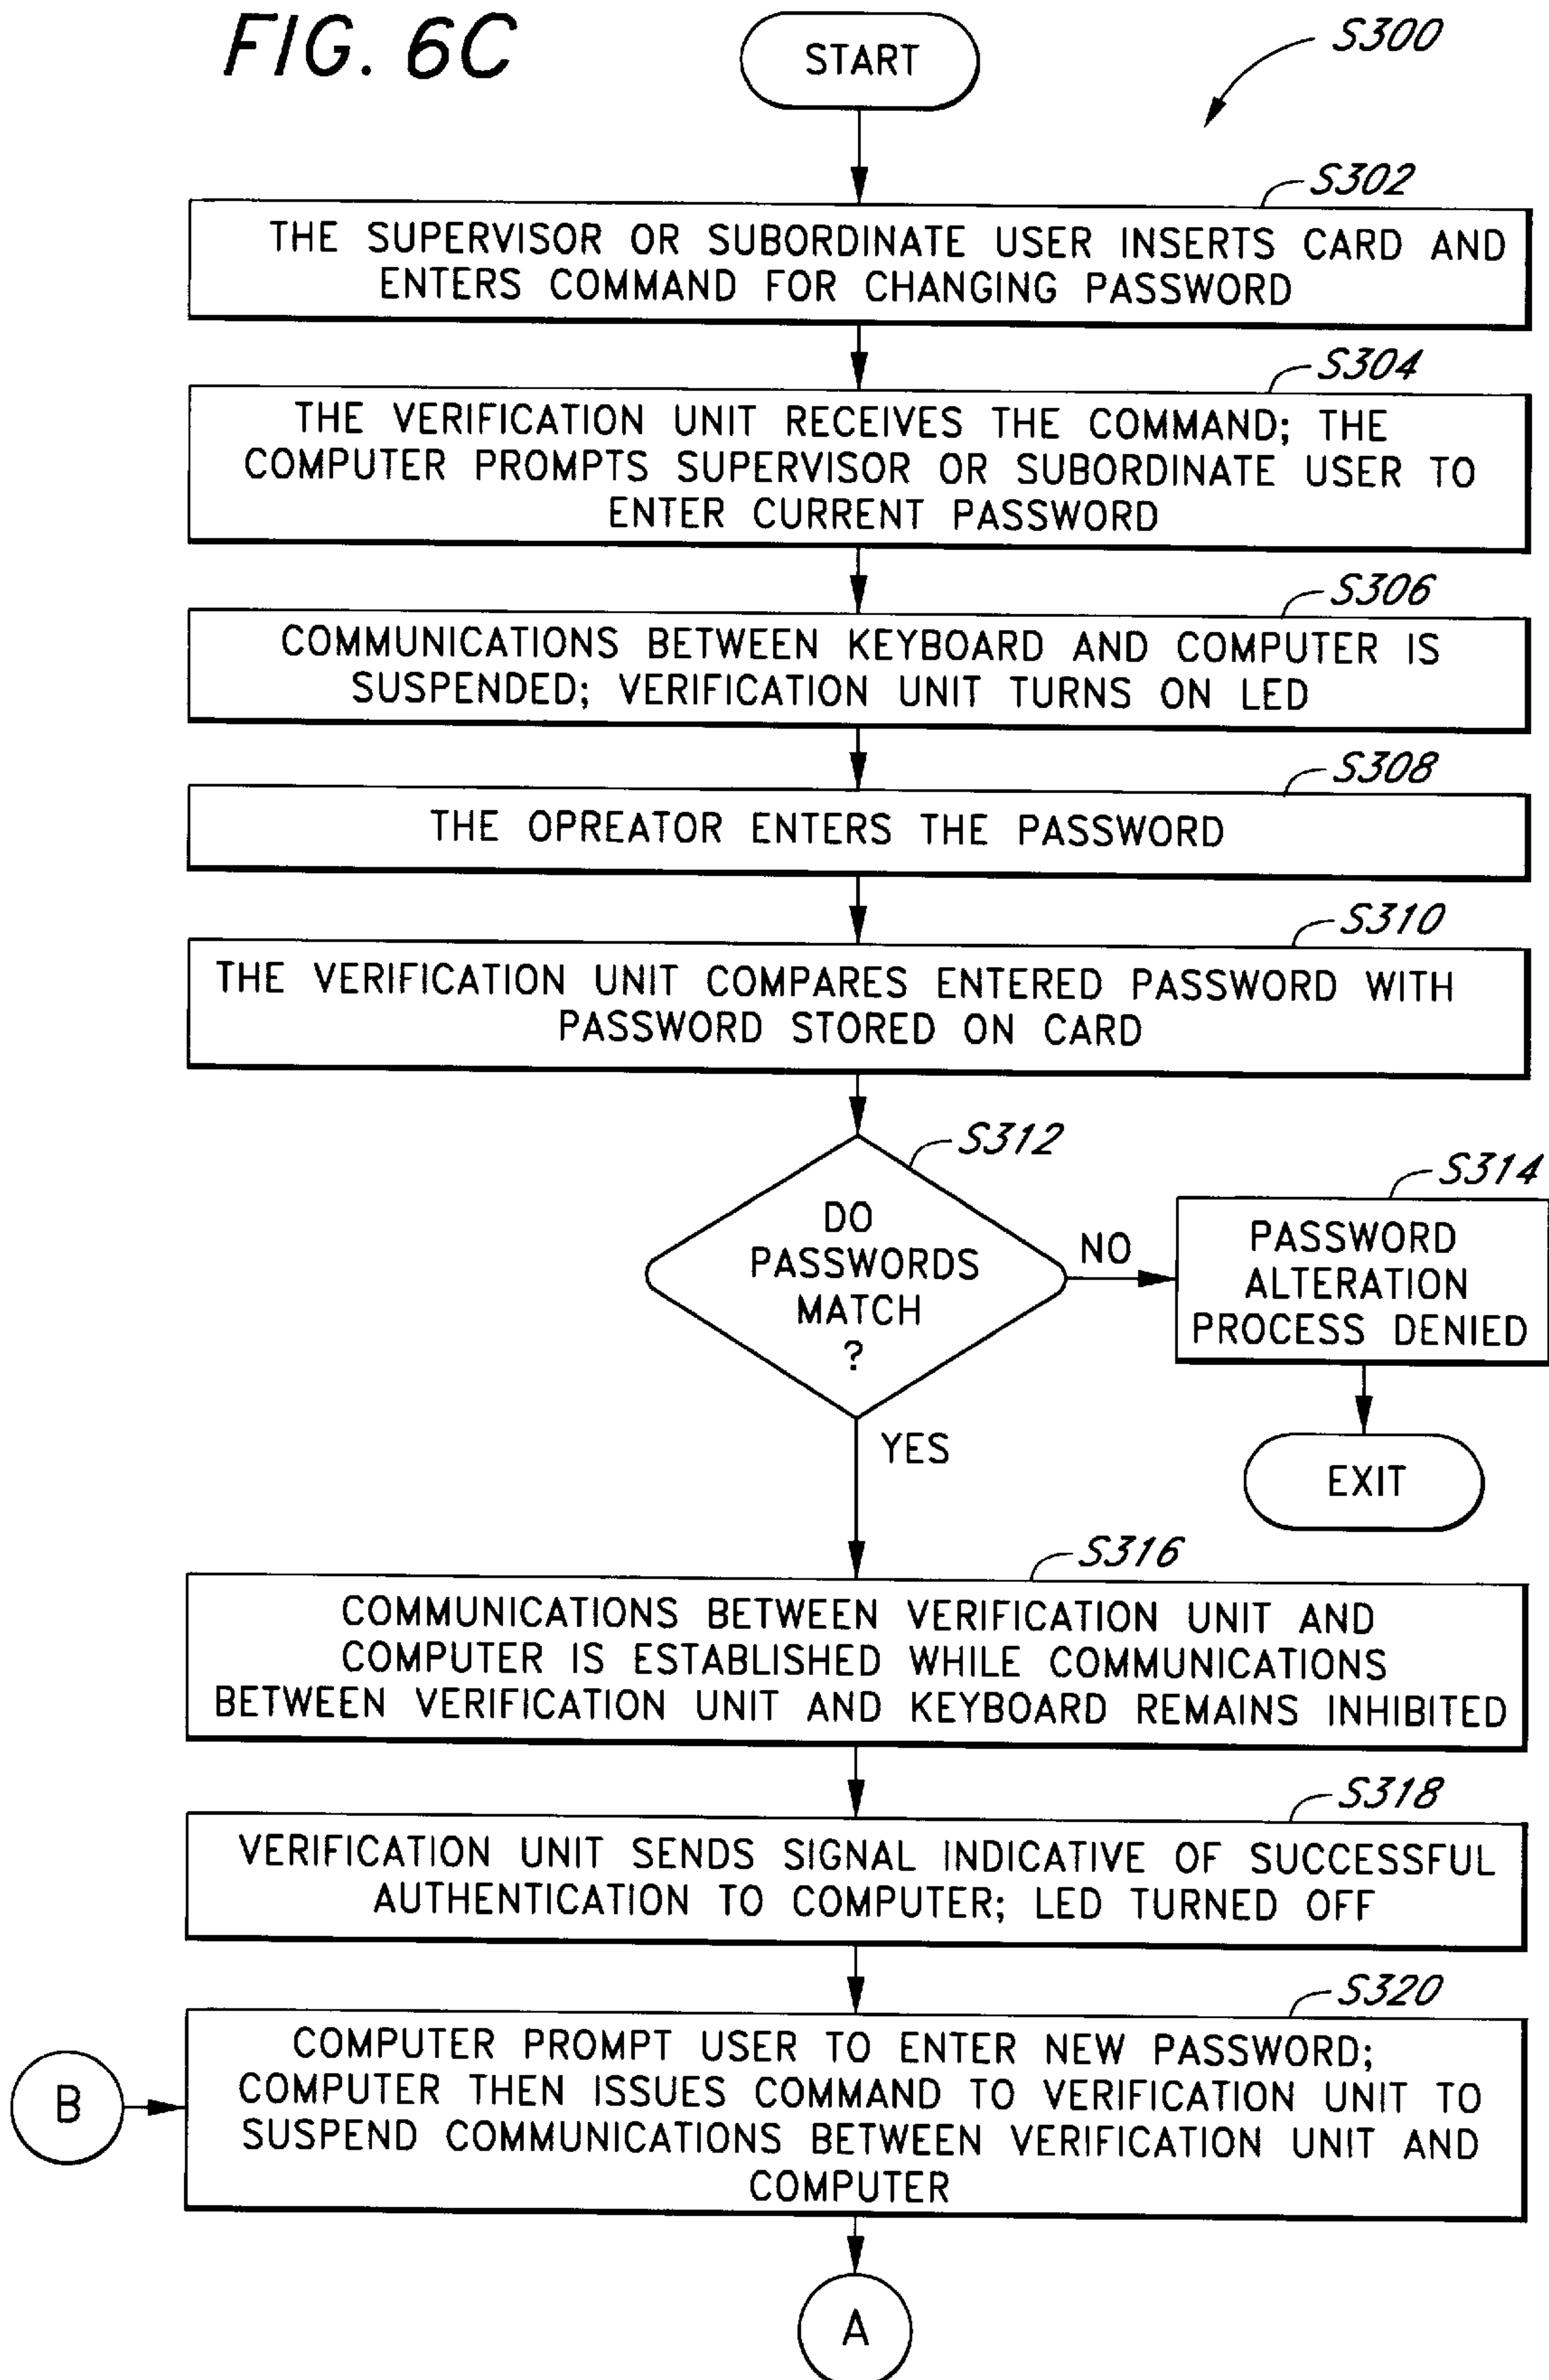 FIG. 6C
START
S300
S302
THE SUPERVISOR OR SUBORDINATE USER INSERTS CARD AND
ENTERS COMMAND FOR CHANGING PASSWORD
S304
THE VERIFICATION UNIT RECEIVES THE COMMAND; THE
COMPUTER PROMPTS SUPERVISOR OR SUBORDINATE USER TO
ENTER CURRENT PASSWORD
S306
COMMUNICATIONS BETWEEN KEYBOARD AND COMPUTER IS
SUSPENDED; VERIFICATION UNIT TURNS ON LED
S308
THE OPREATOR ENTERS THE PASSWORD
S310
THE VERIFICATION UNIT COMPARES ENTERED PASSWORD WITH
PASSWORD STORED ON CARD
S312
DO
PASSWORDS
MATCH
?
NO
S314
PASSWORD
ALTERATION
PROCESS DENIED
YES
EXIT
S316
COMMUNICATIONS BETWEEN VERIFICATION UNIT AND
COMPUTER IS ESTABLISHED WHILE COMMUNICATIONS
BETWEEN VERIFICATION UNIT AND KEYBOARD REMAINS INHIBITED
S318
VERIFICATION UNIT SENDS SIGNAL INDICATIVE OF SUCCESSFUL
AUTHENTICATION TO COMPUTER; LED TURNED OFF
S320
B
COMPUTER PROMPT USER TO ENTER NEW PASSWORD;
COMPUTER THEN ISSUES COMMAND TO VERIFICATION UNIT TO
SUSPEND COMMUNICATIONS BETWEEN VERIFICATION UNIT AND
COMPUTER
A